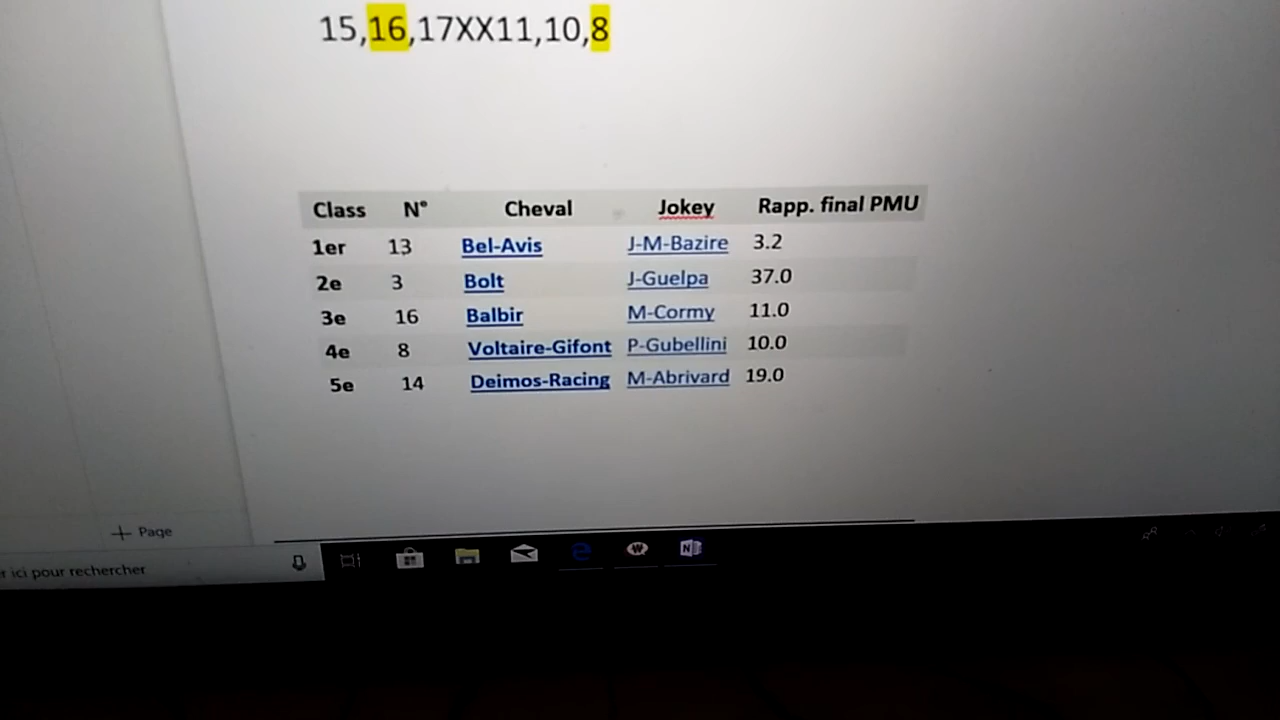 15,16,17XX11,10,8
Class N° Cheval Jokey Rapp. final PMU
1er 13 Bel-Avis J-M-Bazire 3.2
2e 3 Bolt J-Guelpa 37.0
3e 16 Balbir M-Cormy 11.0
4e 8 Voltaire-Gifont P-Gubellini 10.0
5e 14 Deimos-Racing M-Abrivard 19.0
+ Page
r ici pour rechercher